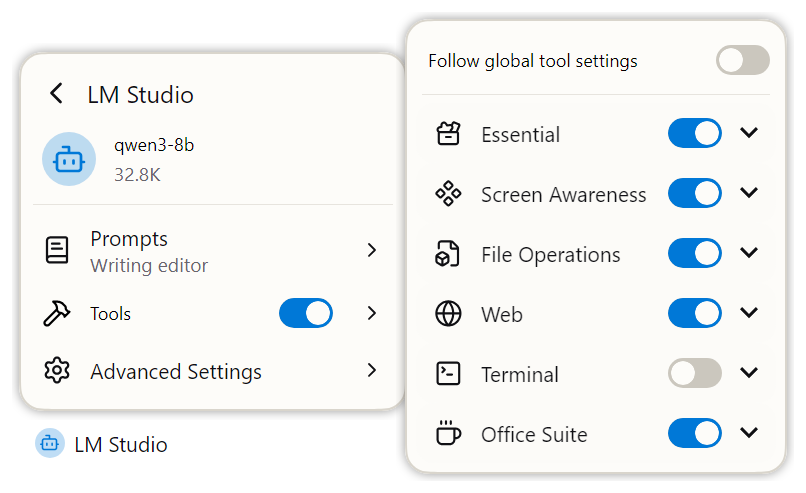 LM Studio
qwen3-8b
32.8K
Prompts
Writing editor
Tools
Advanced Settings
LM Studio
Follow global tool settings
Essential
Screen Awareness
File Operations
Web
Terminal
Office Suite